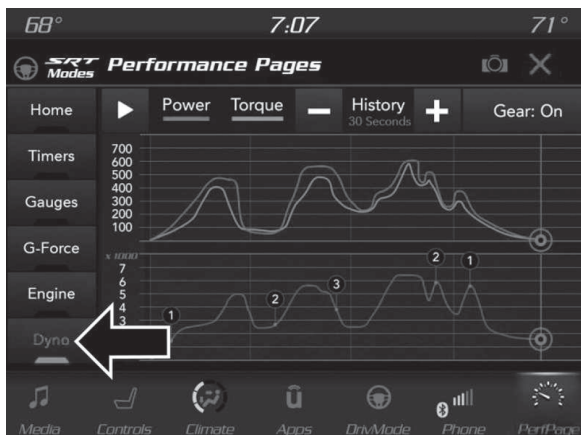 68° 7:07 71°
SRT Modes Performance Pages
Home Power Torque History 30 Seconds Gear: On
Timers
Gauges
G-Force
Engine
Dyno
700
600
500
400
300
200
100
x 1000
7
6
5
4
3
1 2 3 2 1
Media Controls Climate Apps DrivMode Phone PerfPage